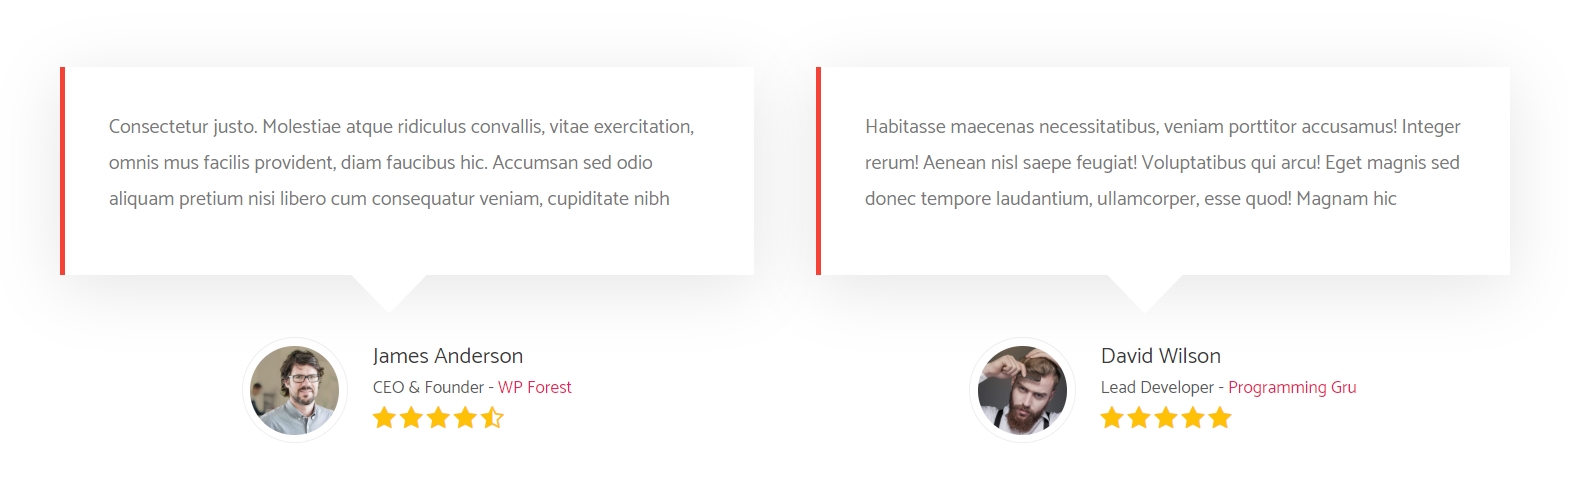 Consectetur justo. Molestiae atque ridiculus convallis, vitae exercitation,
omnis mus facilis provident, diam faucibus hic. Accumsan sed odio
aliquam pretium nisi libero cum consequatur veniam, cupiditate nibh
James Anderson
CEO & Founder - WP Forest
Habitasse maecenas necessitatibus, veniam porttitor accusamus! Integer
rerum! Aenean nisl saepe feugiat! Voluptatibus qui arcu! Eget magnis sed
donec tempore laudantium, ullamcorper, esse quod! Magnam hic
David Wilson
Lead Developer - Programming Gru